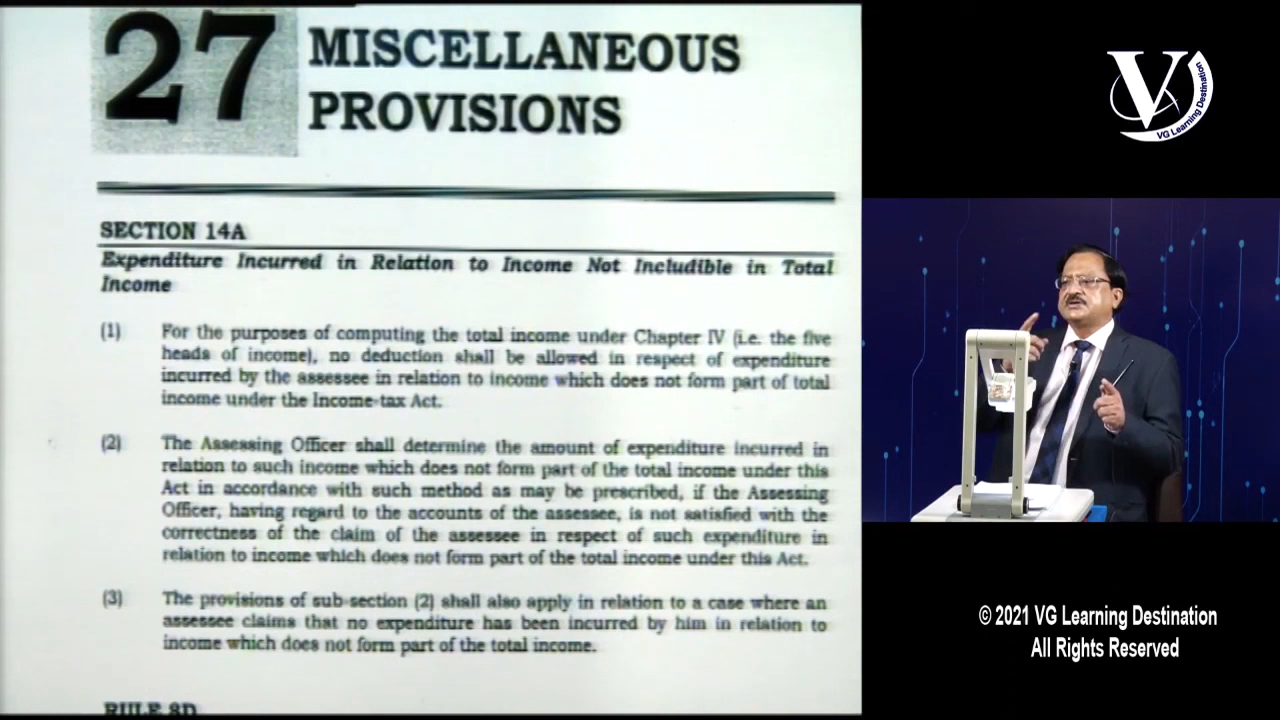 27
MISCELLANEOUS
PROVISIONS
SECTION 14A
Expenditure Incurred in Relation to Income Not Includible in Total
Income
(1) For the purposes of computing the total income under Chapter IV (i.e. the five
heads of income), no deduction shall be allowed in respect of expenditure
incurred by the assessee in relation to income which does not form part of total
income under the Income-tax Act.
(2) The Assessing Officer shall determine the amount of expenditure incurred in
relation to such income which does not form part of the total income under this
Act in accordance with such method as may be prescribed, if the Assessing
Officer, having regard to the accounts of the assessee, is not satisfied with the
correctness of the claim of the assessee in respect of such expenditure in
relation to income which does not form part of the total income under this Act.
(3) The provisions of sub-section (2) shall also apply in relation to a case where an
assessee claims that no expenditure has been incurred by him in relation to
income which does not form part of the total income.
RULE 8D
V
VG Learning Destination
© 2021 VG Learning Destination
All Rights Reserved